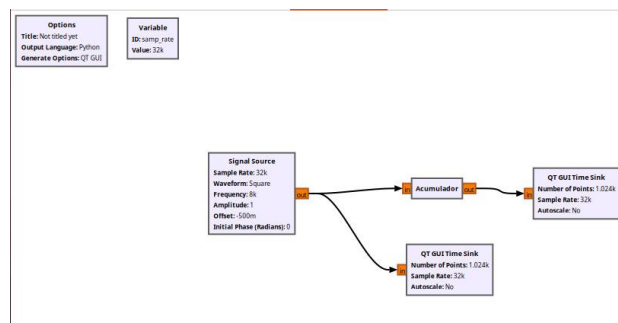 Options
Title: Not titled yet
Output Language: Python
Generate Options: QT GUI
Variable
ID: samp_rate
Value: 32k
Signal Source
Sample Rate: 32k
Waveform: Square
Frequency: 8k
Amplitude: 1
Offset: -500m
Initial Phase (Radians): 0
out
in
Acumulador
out
in
QT GUI Time Sink
Number of Points: 1.024k
Sample Rate: 32k
Autoscale: No
in
QT GUI Time Sink
Number of Points: 1.024k
Sample Rate: 32k
Autoscale: No